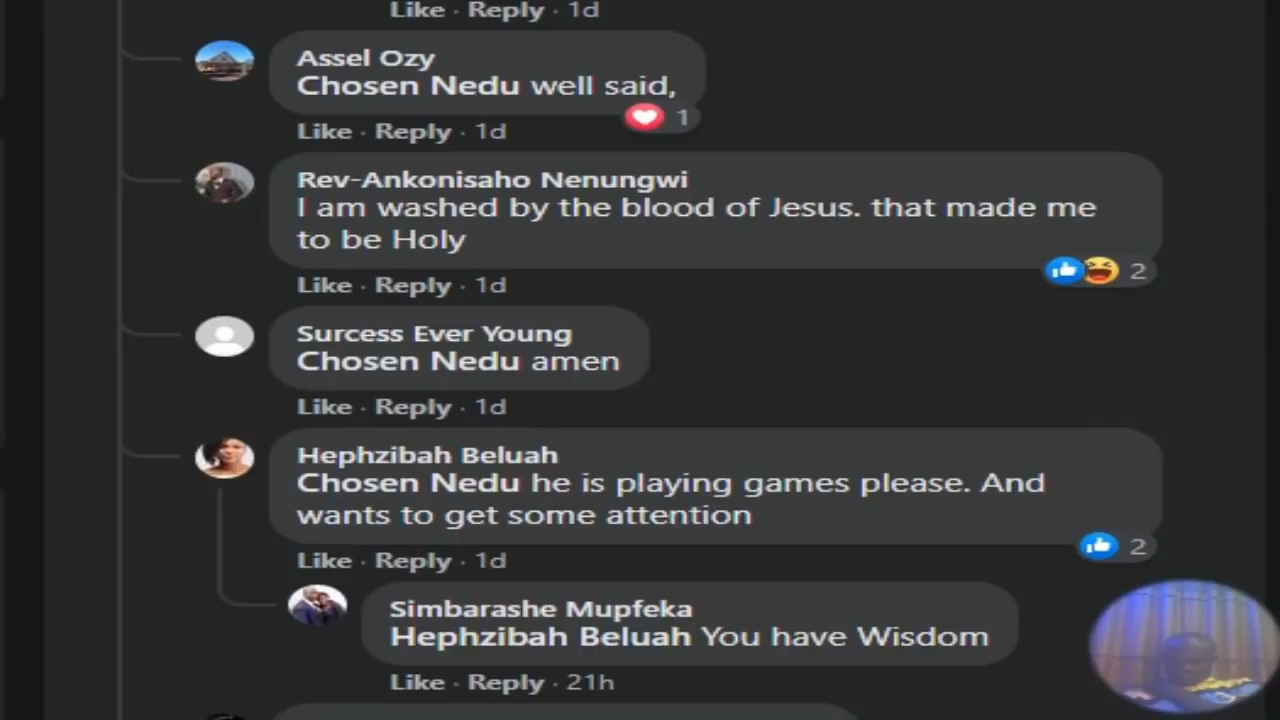 Like · Reply · 1d
Assel Ozy
Chosen Nedu well said,
1
Like · Reply · 1d
Rev-Ankonisaho Nenungwi
I am washed by the blood of Jesus. that made me
to be Holy
2
Like · Reply · 1d
Surcess Ever Young
Chosen Nedu amen
Like · Reply · 1d
Hephzibah Beluah
Chosen Nedu he is playing games please. And
wants to get some attention
2
Like · Reply · 1d
Simbarashe Mupfeka
Hephzibah Beluah You have Wisdom
Like · Reply · 21h